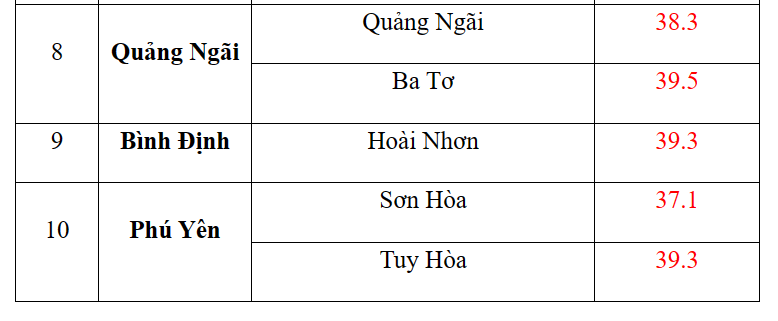 Quảng Ngãi 38.3
8 Quảng Ngãi
Ba Tơ 39.5
9 Bình Định Hoài Nhơn 39.3
Sơn Hòa 37.1
10 Phú Yên
Tuy Hòa 39.3